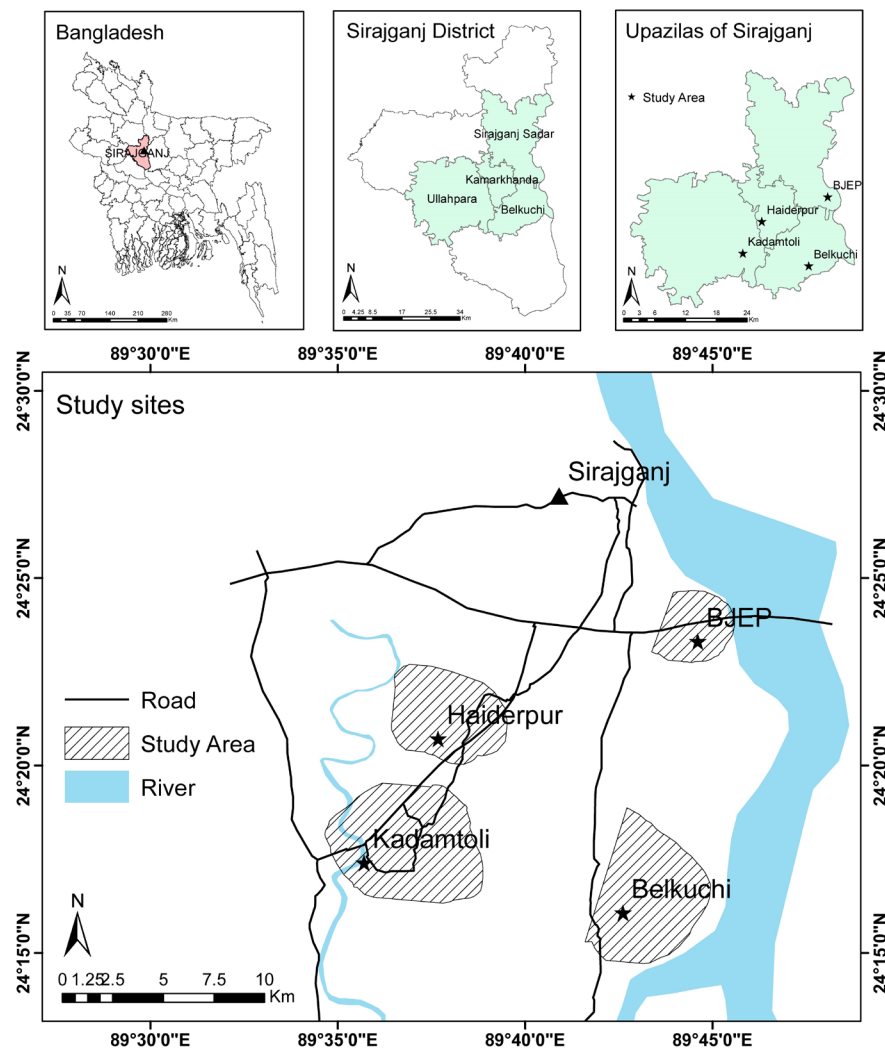 Bangladesh
SIRAJGANJ
N
0 35 70 140 210 280
Km
Sirajganj District
Sirajganj Sadar
Kamarkhanda
Ullahpara
Belkuchi
N
0 4.25 8.5 17 25.5 34
Km
Upazilas of Sirajganj
Study Area
BJEP
Haiderpur
Kadamtoli
Belkuchi
N
0 3 6 12 18 24
Km
89°30'0"E 89°35'0"E 89°40'0"E 89°45'0"E
24°30'0"N 24°30'0"N
Study sites
Sirajganj
24°25'0"N 24°25'0"N
BJEP
Road
Haiderpur
Study Area
24°20'0"N 24°20'0"N
River
Kadamtoli
Belkuchi
N
24°15'0"N 24°15'0"N
0 1.25 2.5 5 7.5 10
Km
89°30'0"E 89°35'0"E 89°40'0"E 89°45'0"E